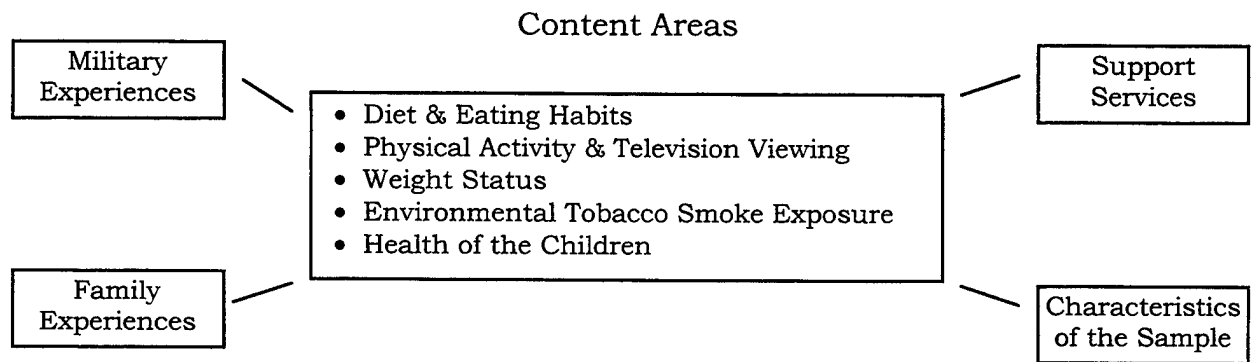 Content Areas
Military
Experiences
Support
Services
• Diet & Eating Habits
• Physical Activity & Television Viewing
• Weight Status
• Environmental Tobacco Smoke Exposure
• Health of the Children
Family
Experiences
Characteristics
of the Sample